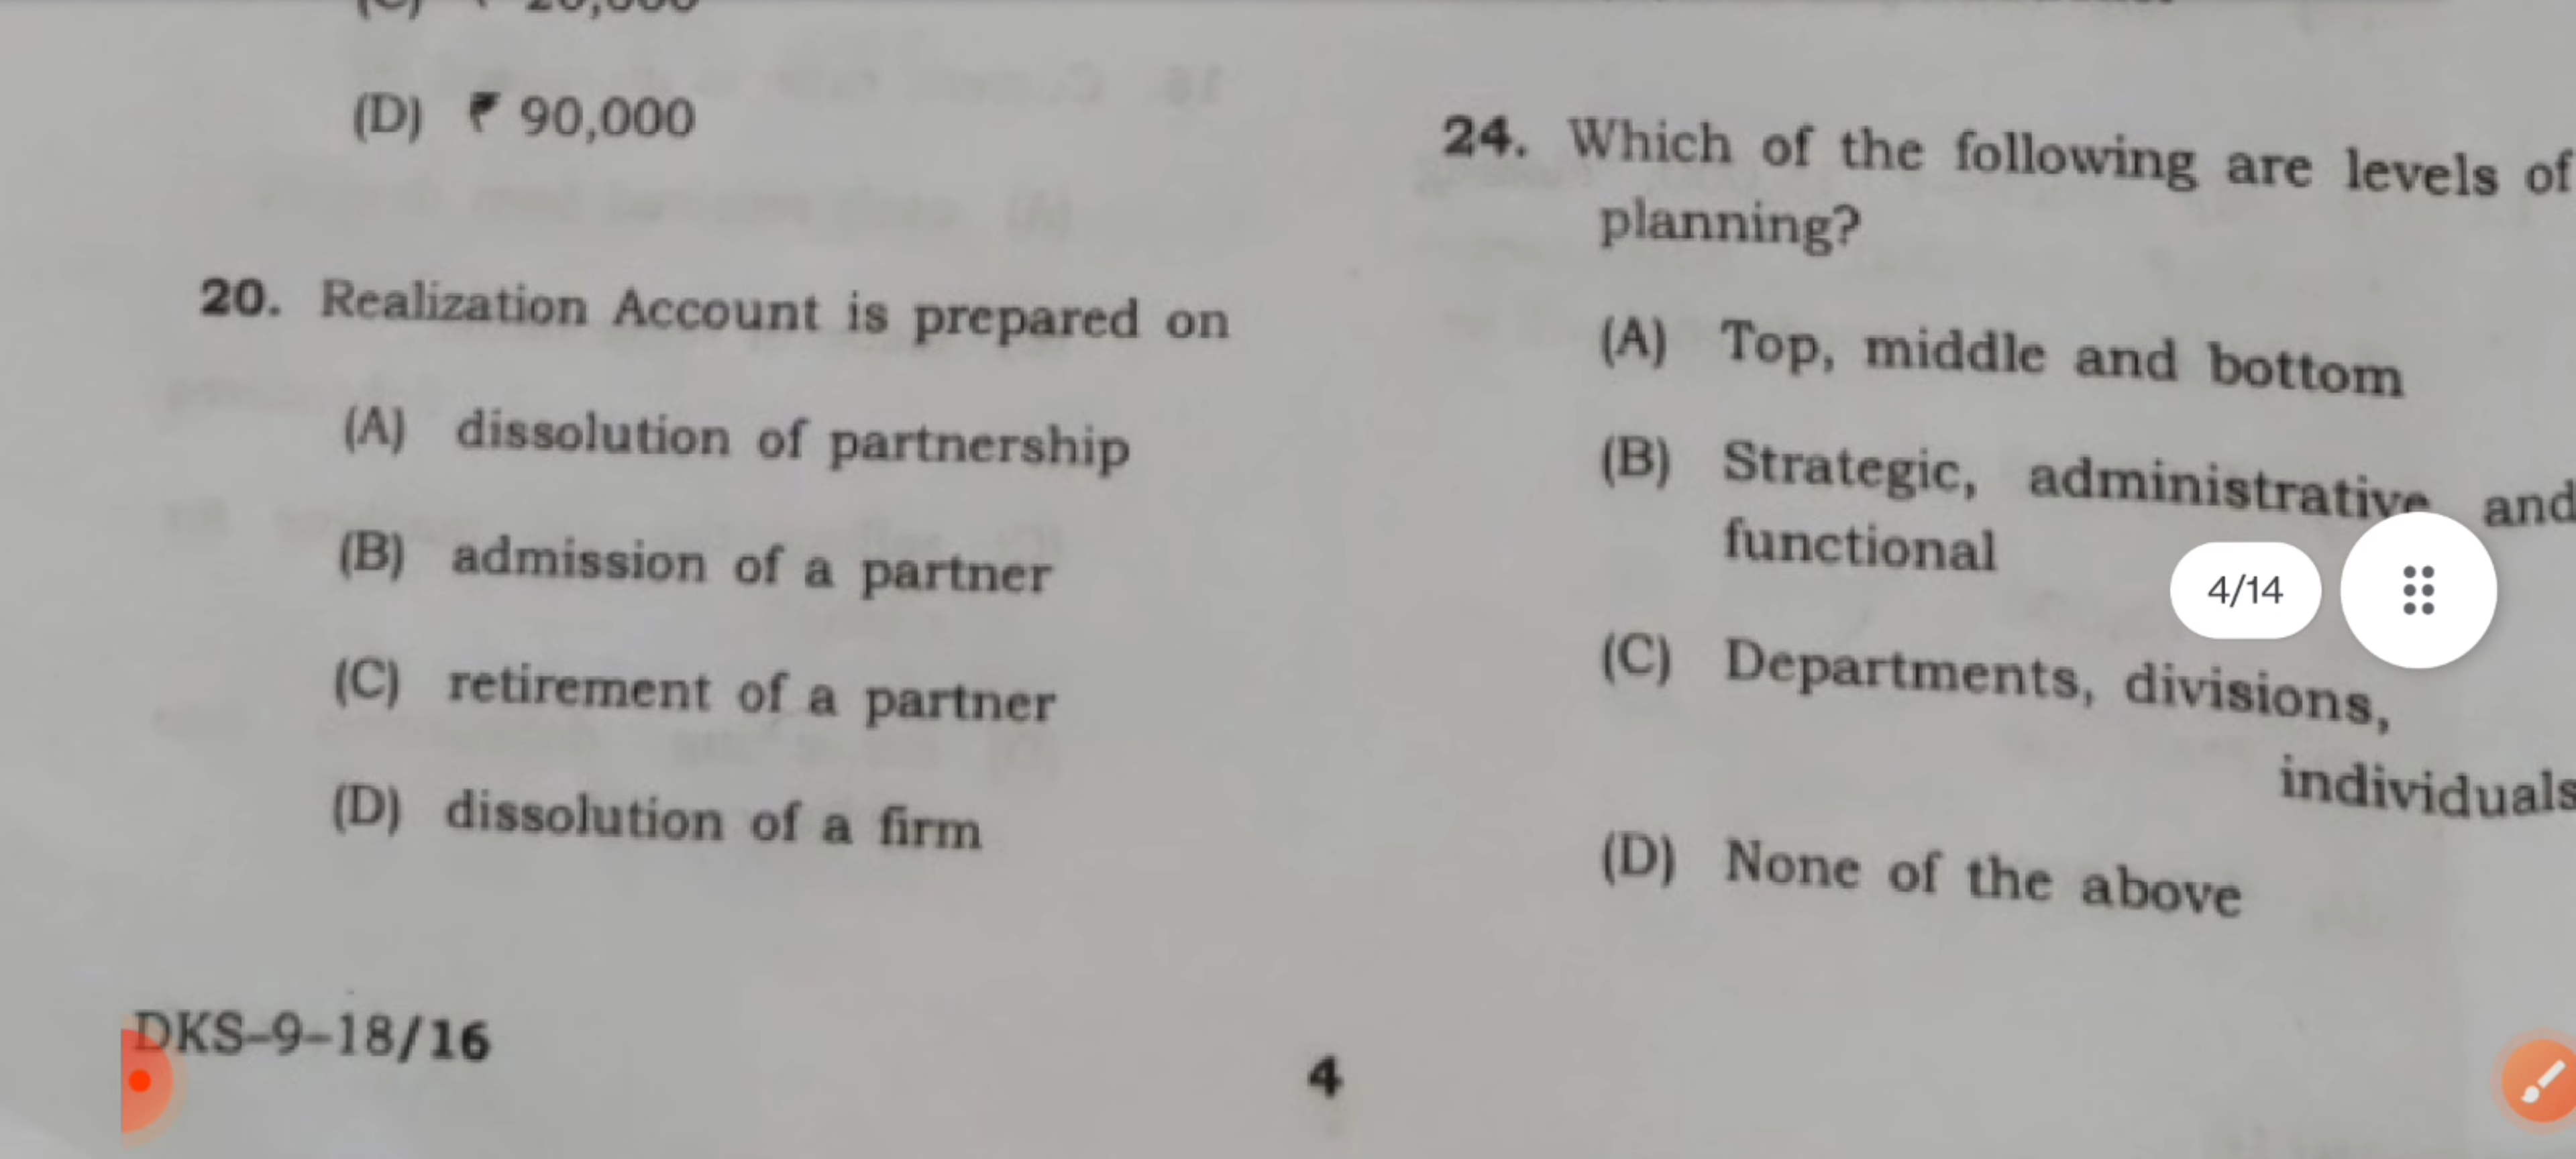 (D) ₹ 90,000
20. Realization Account is prepared on
(A) dissolution of partnership
(B) admission of a partner
(C) retirement of a partner
(D) dissolution of a firm
DKS-9-18/16
4
24. Which of the following are levels of
planning?
(A) Top, middle and bottom
(B) Strategic, administrative and
functional
(C) Departments, divisions,
individuals
(D) None of the above
4/14